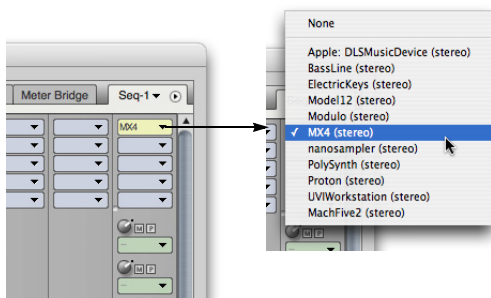 Meter Bridge
Seq-1
MX4
M P
M P
None
Apple: DLSMusicDevice (stereo)
BassLine (stereo)
ElectricKeys (stereo)
Model12 (stereo)
Modulo (stereo)
✓ MX4 (stereo)
nanosampler (stereo)
PolySynth (stereo)
Proton (stereo)
UVIWorkstation (stereo)
MachFive2 (stereo)
M P